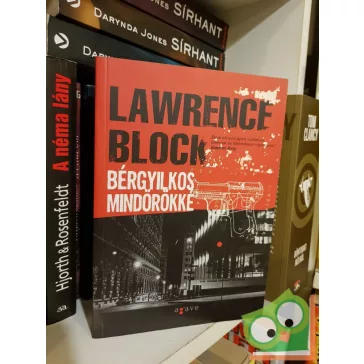 DARYNDA JONES SÍRHANT
DARYNDA JONES SÍRHANT
Hjorth & Rosenfeldt A néma lány
LAWRENCE
BLOCK
BÉRGYILKOS
MINDÖRÖKKÉ
agave
TOM
CLANCY